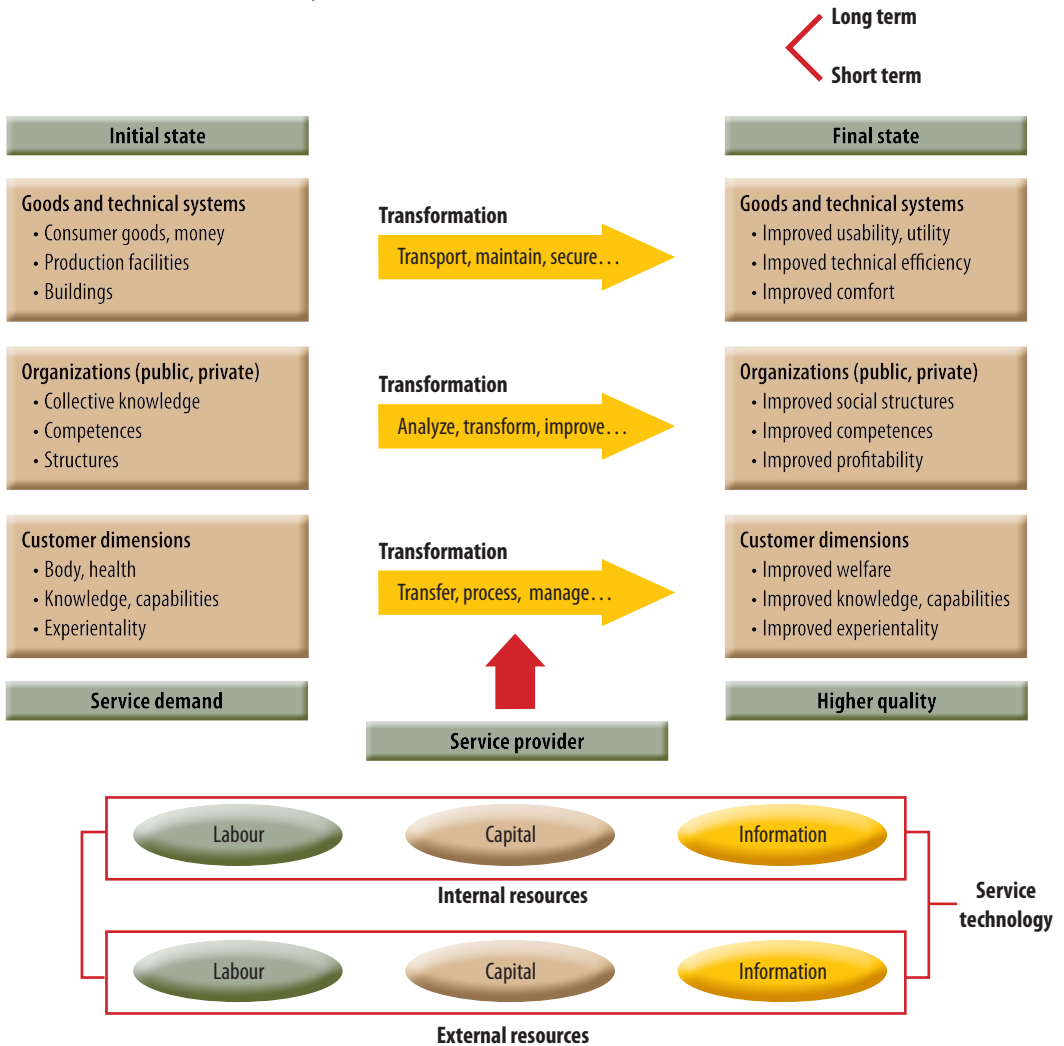 Long term
Short term
Initial state
Final state
Goods and technical systems
• Consumer goods, money
• Production facilities
• Buildings
Transformation
Transport, maintain, secure…
Goods and technical systems
• Improved usability, utility
• Impoved technical efficiency
• Improved comfort
Organizations (public, private)
• Collective knowledge
• Competences
• Structures
Transformation
Analyze, transform, improve…
Organizations (public, private)
• Improved social structures
• Improved competences
• Improved profitability
Customer dimensions
• Body, health
• Knowledge, capabilities
• Experientality
Transformation
Transfer, process, manage…
Customer dimensions
• Improved welfare
• Improved knowledge, capabilities
• Improved experientality
Service demand
Higher quality
Service provider
Labour
Capital
Information
Internal resources
Service
technology
Labour
Capital
Information
External resources